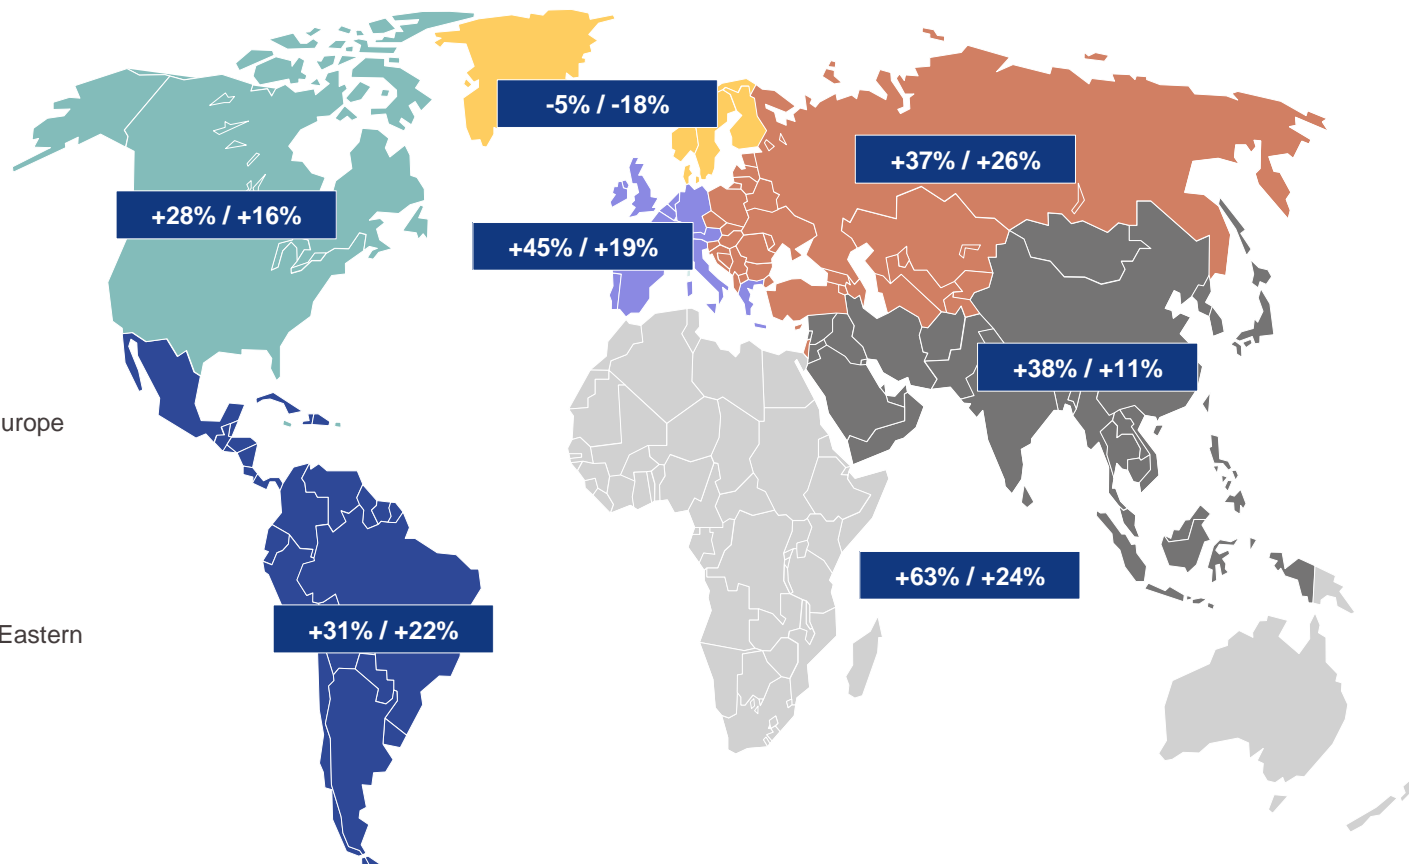 -5% / -18%
+37% / +26%
+28% / +16%
+45% / +19%
+38% / +11%
urope
+63% / +24%
+31% / +22%
Eastern